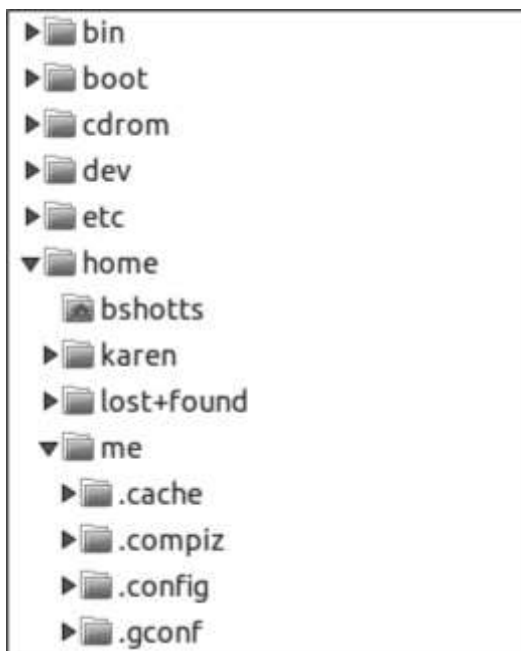 bin
boot
cdrom
dev
etc
home
bshotts
karen
lost+found
me
.cache
.compiz
.config
.gconf